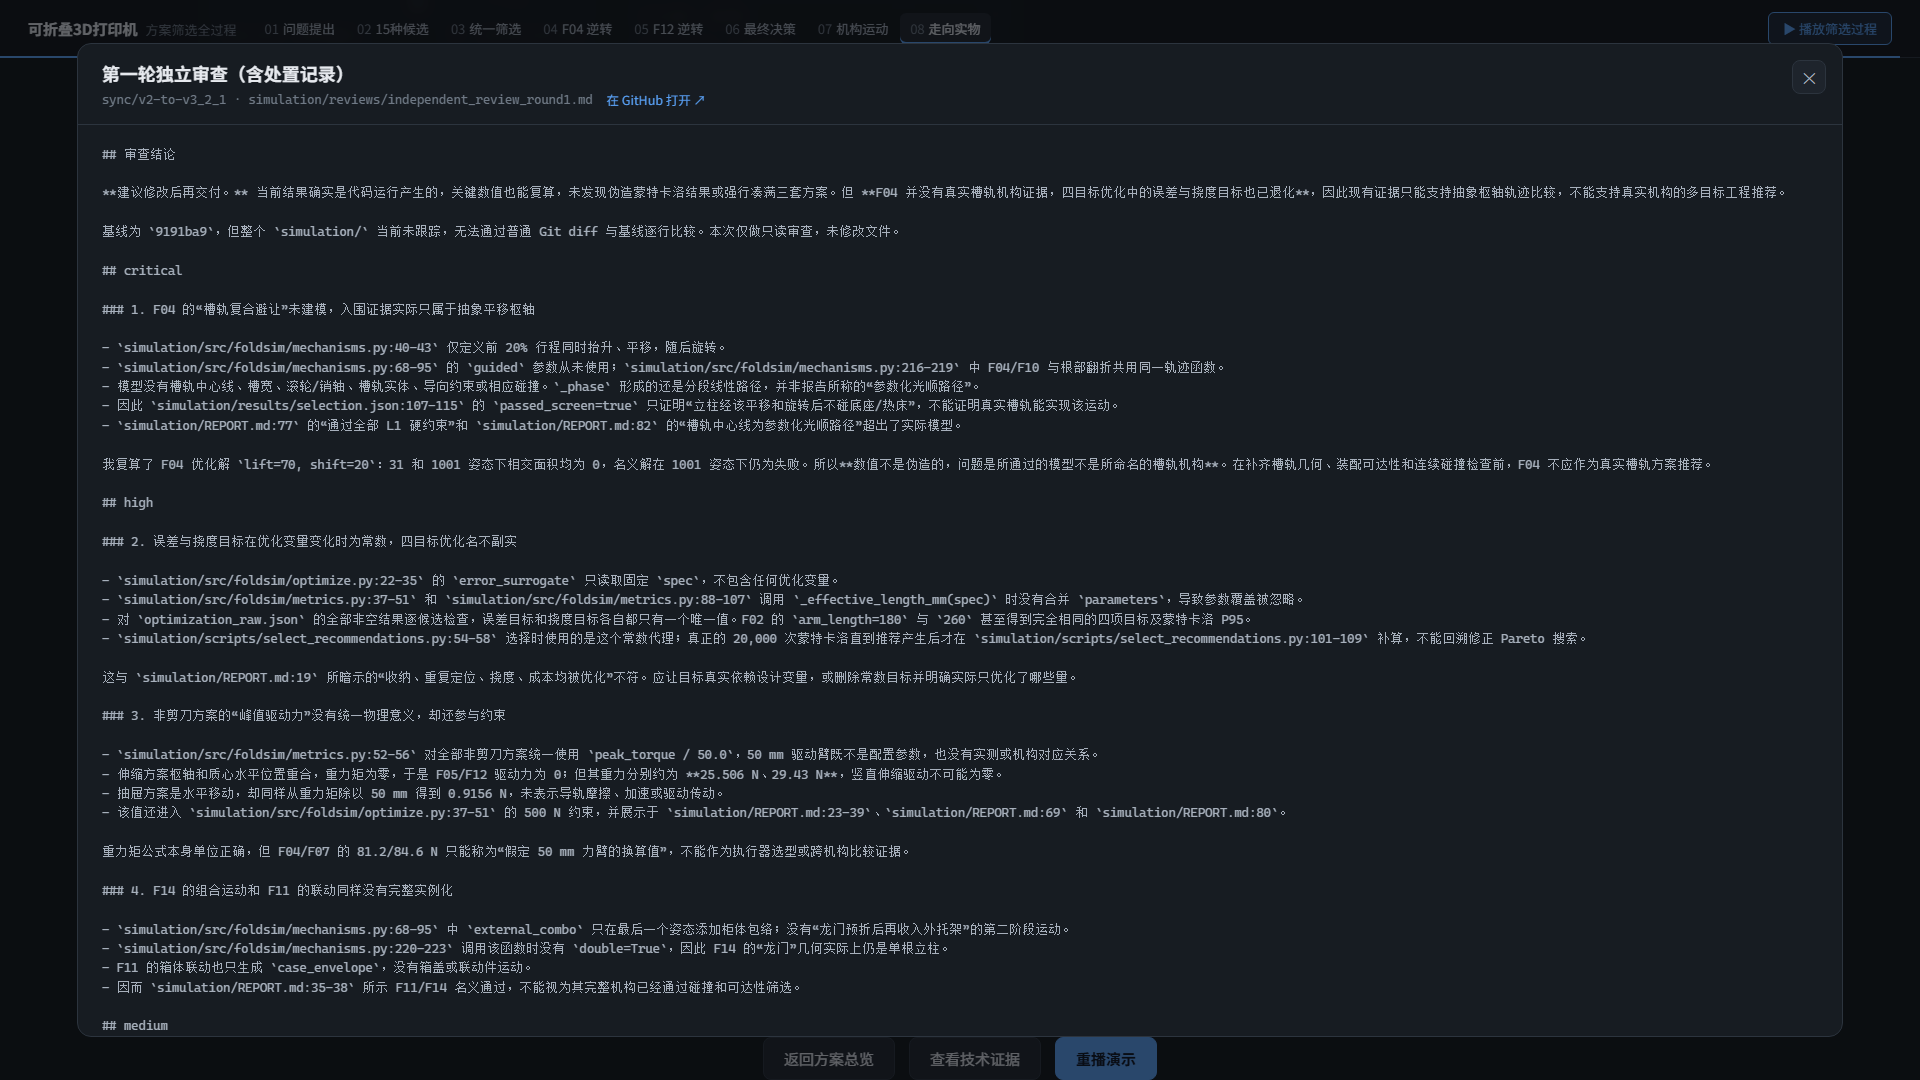 可折叠3D打印机 方案筛选全过程 01 问题提出 02 15种候选 03 统一筛选 04 F04 逆转 05 F12 逆转 06 最终决策 07 机构运动 08 走向实物 ▶ 播放筛选过程
第一轮独立审查（含处置记录）
sync/v2-to-v3_2_1 · simulation/reviews/independent_review_round1.md 在 GitHub 打开 ↗
## 审查结论
**建议修改后再交付。** 当前结果确实是代码运行产生的，关键数值也能复算，未发现伪造蒙特卡洛结果或强行凑满三套方案。但 **F04 并没有真实槽轨机构证据，四目标优化中的误差与挠度目标也已退化**，因此现有证据只能支持抽象枢轴轨迹比较，不能支持真实机构的多目标工程推荐。
基线为 `9191ba9`，但整个 `simulation/` 当前未跟踪，无法通过普通 Git diff 与基线逐行比较。本次仅做只读审查，未修改文件。
## critical
### 1. F04 的“槽轨复合避让”未建模，入围证据实际只属于抽象平移枢轴
- `simulation/src/foldsim/mechanisms.py:40-43` 仅定义前 20% 行程同时抬升、平移，随后旋转。
- `simulation/src/foldsim/mechanisms.py:68-95` 的 `guided` 参数从未使用；`simulation/src/foldsim/mechanisms.py:216-219` 中 F04/F10 与根部翻折共用同一轨迹函数。
- 模型没有槽轨中心线、槽宽、滚轮/销轴、槽轨实体、导向约束或相应碰撞。`_phase` 形成的还是分段线性路径，并非报告所称的“参数化光顺路径”。
- 因此 `simulation/results/selection.json:107-115` 的 `passed_screen=true` 只证明“立柱经该平移和旋转后不碰底座/热床”，不能证明真实槽轨能实现该运动。
- `simulation/REPORT.md:77` 的“通过全部 L1 硬约束”和 `simulation/REPORT.md:82` 的“槽轨中心线为参数化光顺路径”超出了实际模型。
我复算了 F04 优化解 `lift=70, shift=20`：31 和 1001 姿态下相交面积均为 0，名义解在 1001 姿态下仍为失败。所以**数值不是伪造的，问题是所通过的模型不是所命名的槽轨机构**。在补齐槽轨几何、装配可达性和连续碰撞检查前，F04 不应作为真实槽轨方案推荐。
## high
### 2. 误差与挠度目标在优化变量变化时为常数，四目标优化名不副实
- `simulation/src/foldsim/optimize.py:22-35` 的 `error_surrogate` 只读取固定 `spec`，不包含任何优化变量。
- `simulation/src/foldsim/metrics.py:37-51` 和 `simulation/src/foldsim/metrics.py:88-107` 调用 `_effective_length_mm(spec)` 时没有合并 `parameters`，导致参数覆盖被忽略。
- 对 `optimization_raw.json` 的全部非空结果逐候选检查，误差目标和挠度目标各自都只有一个唯一值。F02 的 `arm_length=180` 与 `260` 甚至得到完全相同的四项目标及蒙特卡洛 P95。
- `simulation/scripts/select_recommendations.py:54-58` 选择时使用的是这个常数代理；真正的 20,000 次蒙特卡洛直到推荐产生后才在 `simulation/scripts/select_recommendations.py:101-109` 补算，不能回溯修正 Pareto 搜索。
这与 `simulation/REPORT.md:19` 所暗示的“收纳、重复定位、挠度、成本均被优化”不符。应让目标真实依赖设计变量，或删除常数目标并明确实际只优化了哪些量。
### 3. 非剪刀方案的“峰值驱动力”没有统一物理意义，却还参与约束
- `simulation/src/foldsim/metrics.py:52-56` 对全部非剪刀方案统一使用 `peak_torque / 50.0`，50 mm 驱动臂既不是配置参数，也没有实测或机构对应关系。
- 伸缩方案枢轴和质心水平位置重合，重力矩为零，于是 F05/F12 驱动力为 0；但其重力分别约为 **25.506 N、29.43 N**，竖直伸缩驱动不可能为零。
- 抽屉方案是水平移动，却同样从重力矩除以 50 mm 得到 0.9156 N，未表示导轨摩擦、加速或驱动传动。
- 该值还进入 `simulation/src/foldsim/optimize.py:37-51` 的 500 N 约束，并展示于 `simulation/REPORT.md:23-39`、`simulation/REPORT.md:69` 和 `simulation/REPORT.md:80`。
重力矩公式本身单位正确，但 F04/F07 的 81.2/84.6 N 只能称为“假定 50 mm 力臂的换算值”，不能作为执行器选型或跨机构比较证据。
### 4. F14 的组合运动和 F11 的联动同样没有完整实例化
- `simulation/src/foldsim/mechanisms.py:68-95` 中 `external_combo` 只在最后一个姿态添加柜体包络；没有“龙门预折后再收入外托架”的第二阶段运动。
- `simulation/src/foldsim/mechanisms.py:220-223` 调用该函数时没有 `double=True`，因此 F14 的“龙门”几何实际上仍是单根立柱。
- F11 的箱体联动也只生成 `case_envelope`，没有箱盖或联动件运动。
- 因而 `simulation/REPORT.md:35-38` 所示 F11/F14 名义通过，不能视为其完整机构已经通过碰撞和可达性筛选。
## medium
返回方案总览 查看技术证据 重播演示